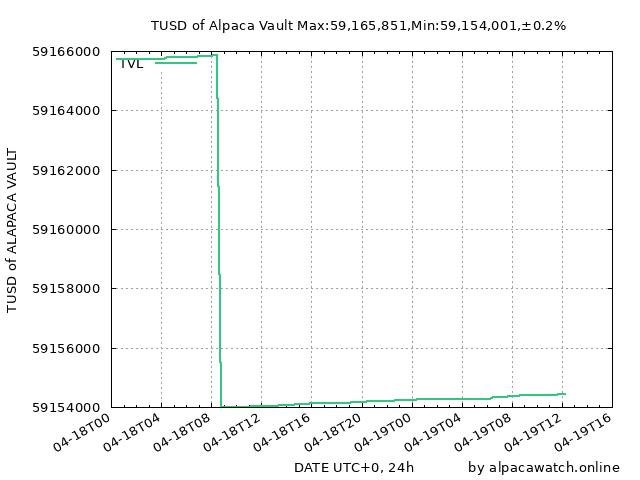 TUSD of Alpaca Vault Max:59,165,851,Min:59,154,001,±0.2%
59166000
TVL
59164000
59162000
59160000
59158000
59156000
59154000
TUSD of ALAPACA VAULT
04-18T00 04-18T04 04-18T08 04-18T12 04-18T16 04-18T20 04-19T00 04-19T04 04-19T08 04-19T12 04-19T16
DATE UTC+0, 24h by alpacawatch.online